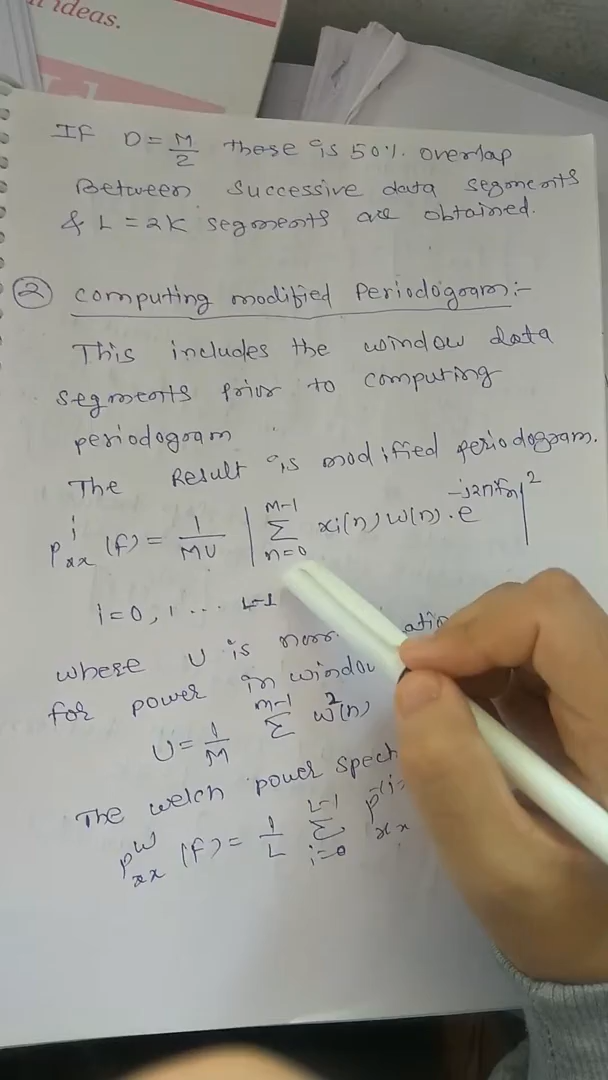 ideas.
If D = M/2 there is 50% overlap
Between successive data segments
& L = 2K segments are obtained.
② Computing modified Periodogram:-
This includes the window data
segments prior to computing
periodogram
The Result is modified periodogram.
P^i_xx (f) = 1/MU |Σ_{n=0}^{M-1} xi(n) w(n) · e^{-j2πfn}|^2
i = 0, 1 ... L-1
where U is
for power in window
U = 1/M Σ^{M-1} w^2(n)
The welch power
P^W_xx (f) = 1/L Σ_{i=0}^{L-1} P_xx